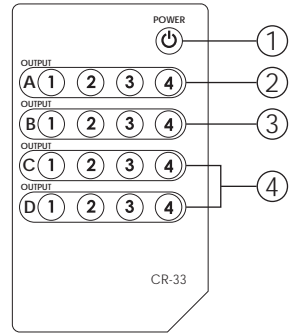 POWER
1
OUTPUT
A 1 2 3 4
2
OUTPUT
B 1 2 3 4
3
OUTPUT
C 1 2 3 4
4
OUTPUT
D 1 2 3 4
CR-33